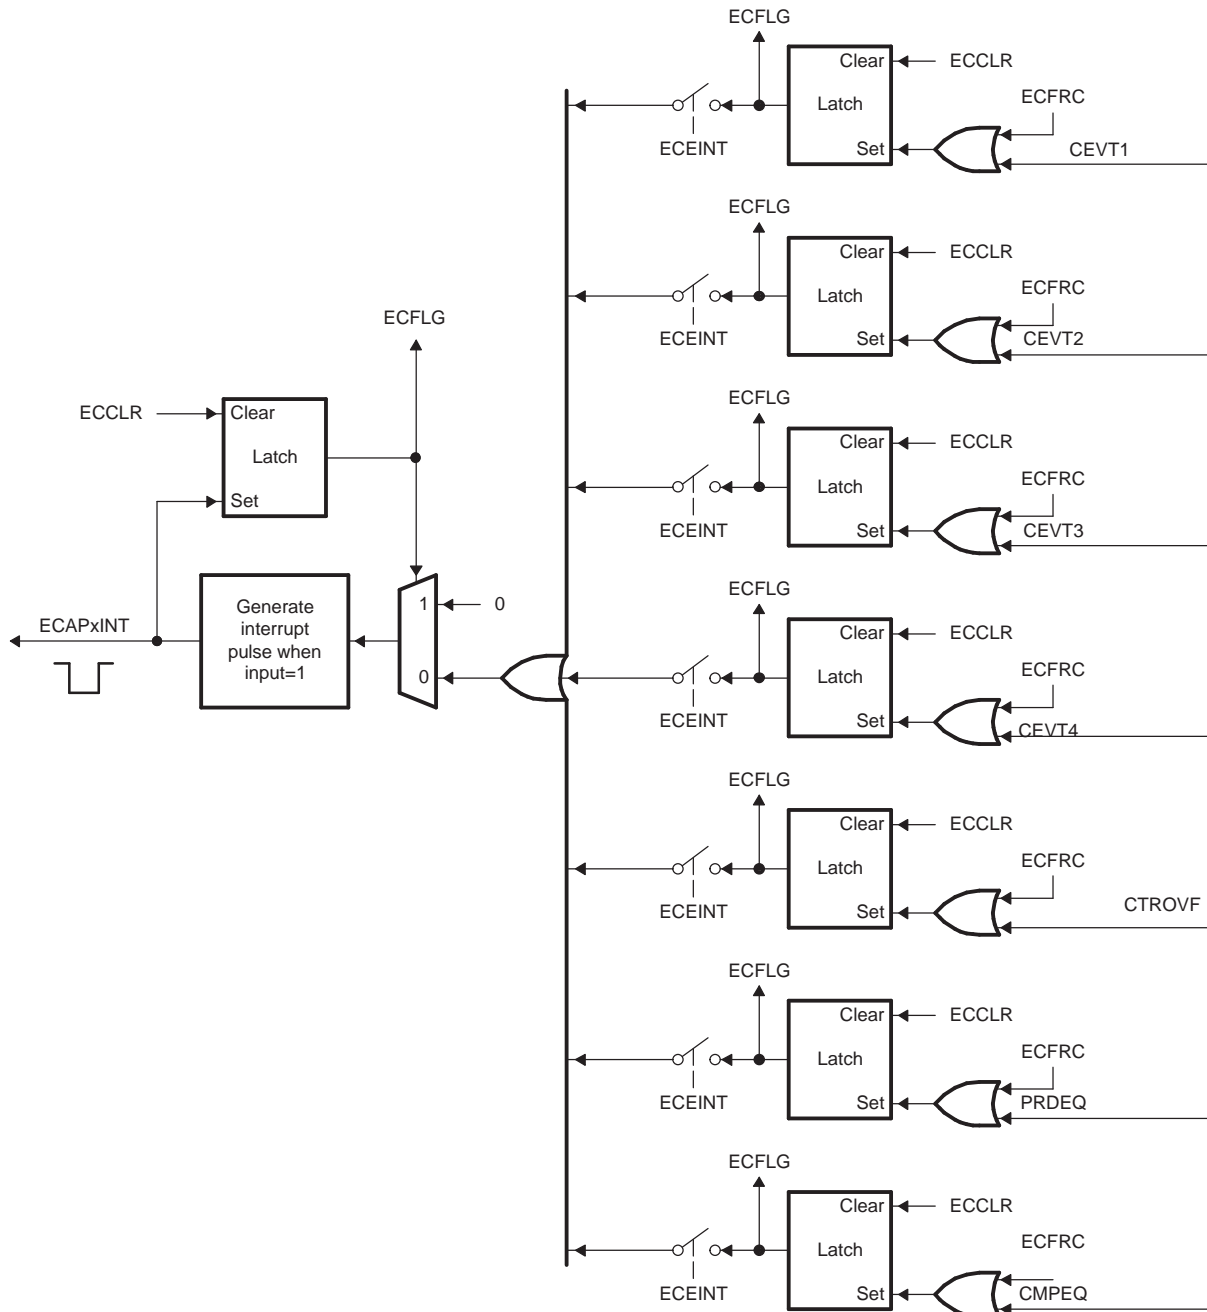 ECFLG
Clear
ECCLR
Latch
ECFRC
Set
CEVT1
ECEINT
ECFLG
Clear
ECCLR
Latch
ECFRC
Set
CEVT2
ECEINT
ECFLG
Clear
ECCLR
Latch
ECFRC
Set
CEVT3
ECEINT
ECFLG
ECCLR
Clear
Latch
Set
ECAPxINT
Generate
interrupt
pulse when
input=1
1
0
0
ECFLG
Clear
ECCLR
Latch
ECFRC
Set
CEVT4
ECEINT
ECFLG
Clear
ECCLR
Latch
ECFRC
Set
CTROVF
ECEINT
ECFLG
Clear
ECCLR
Latch
ECFRC
Set
PRDEQ
ECEINT
ECFLG
Clear
ECCLR
Latch
ECFRC
Set
CMPEQ
ECEINT